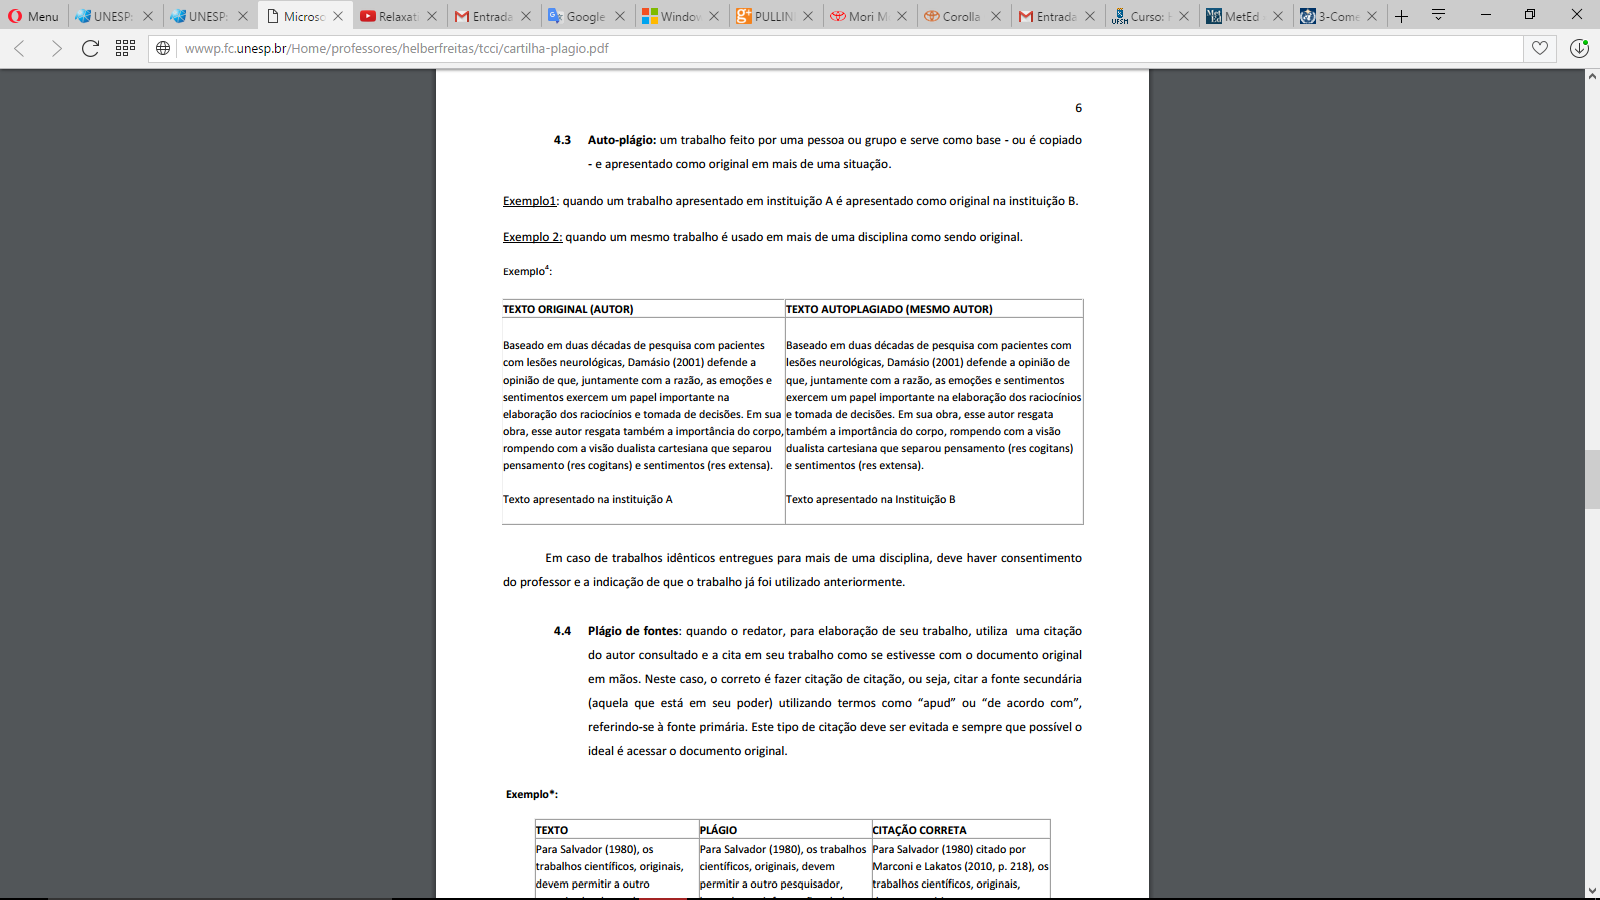 Menu
UNESP:
UNESP:
Microso
Relaxat
Entrada
Google
Window
PULLIN
Mori M
Corolla
Entrada
Curso:
MetEd
3-Come
wwwp.fc.unesp.br/Home/professores/helberfreitas/tcci/cartilha-plagio.pdf
6
4.3 Auto-plágio: um trabalho feito por uma pessoa ou grupo e serve como base - ou é copiado
- e apresentado como original em mais de uma situação.
Exemplo1: quando um trabalho apresentado em instituição A é apresentado como original na instituição B.
Exemplo 2: quando um mesmo trabalho é usado em mais de uma disciplina como sendo original.
Exemplo4:
TEXTO ORIGINAL (AUTOR)
Baseado em duas décadas de pesquisa com pacientes
com lesões neurológicas, Damásio (2001) defende a
opinião de que, juntamente com a razão, as emoções e
sentimentos exercem um papel importante na
elaboração dos raciocínios e tomada de decisões. Em sua
obra, esse autor resgata também a importância do corpo,
rompendo com a visão dualista cartesiana que separou
pensamento (res cogitans) e sentimentos (res extensa).
Texto apresentado na instituição A
TEXTO AUTOPLAGIADO (MESMO AUTOR)
Baseado em duas décadas de pesquisa com pacientes com
lesões neurológicas, Damásio (2001) defende a opinião de
que, juntamente com a razão, as emoções e sentimentos
exercem um papel importante na elaboração dos raciocínios
e tomada de decisões. Em sua obra, esse autor resgata
também a importância do corpo, rompendo com a visão
dualista cartesiana que separou pensamento (res cogitans)
e sentimentos (res extensa).
Texto apresentado na Instituição B
Em caso de trabalhos idênticos entregues para mais de uma disciplina, deve haver consentimento
do professor e a indicação de que o trabalho já foi utilizado anteriormente.
4.4 Plágio de fontes: quando o redator, para elaboração de seu trabalho, utiliza uma citação
do autor consultado e a cita em seu trabalho como se estivesse com o documento original
em mãos. Neste caso, o correto é fazer citação de citação, ou seja, citar a fonte secundária
(aquela que está em seu poder) utilizando termos como “apud” ou “de acordo com”,
referindo-se à fonte primária. Este tipo de citação deve ser evitada e sempre que possível o
ideal é acessar o documento original.
Exemplo*:
TEXTO
Para Salvador (1980), os
trabalhos científicos, originais,
devem permitir a outro
PLÁGIO
Para Salvador (1980), os trabalhos
científicos, originais, devem
permitir a outro pesquisador,
CITAÇÃO CORRETA
Para Salvador (1980) citado por
Marconi e Lakatos (2010, p. 218), os
trabalhos científicos, originais,